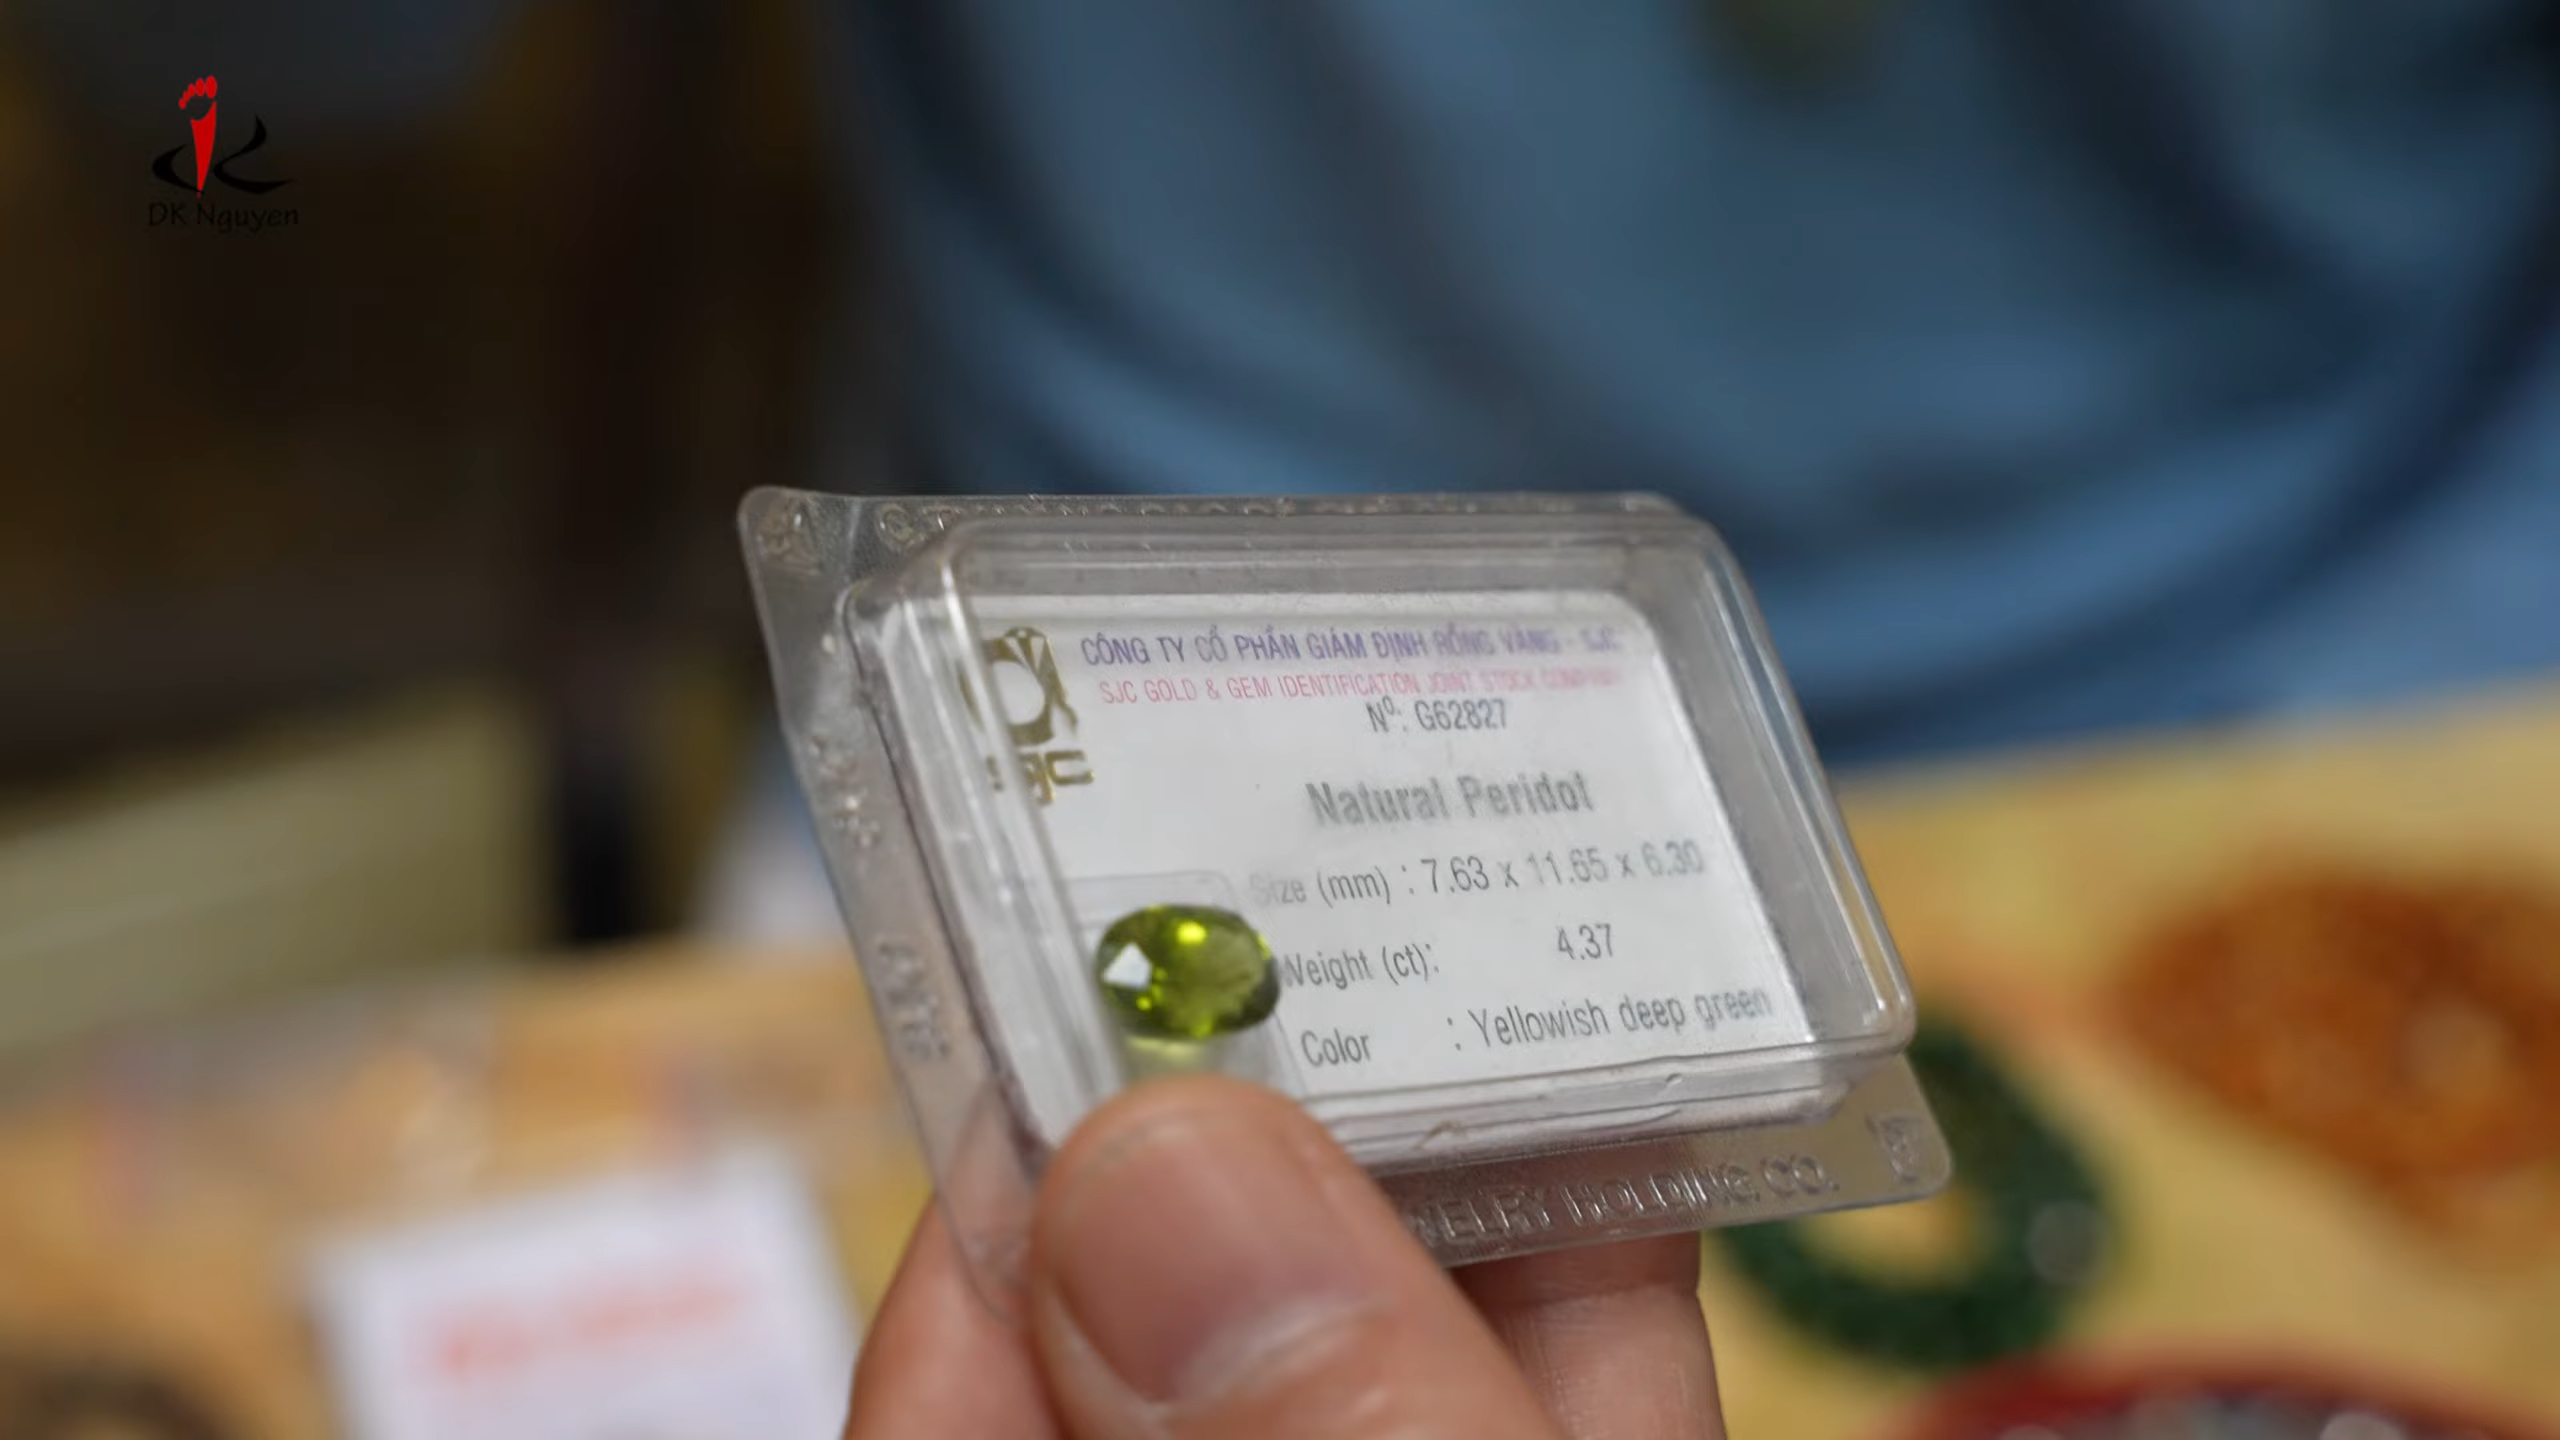 DK Nguyen
CÔNG TY CỔ PHẦN GIÁM ĐỊNH RỒNG VÀNG - SJC
SJC GOLD & GEM IDENTIFICATION JOINT STOCK COMPANY
Nº: G62827
sjc
Natural Peridot
Size (mm) : 7.63 x 11.65 x 6.30
Weight (ct): 4.37
Color : Yellowish deep green
HOLDING CO.